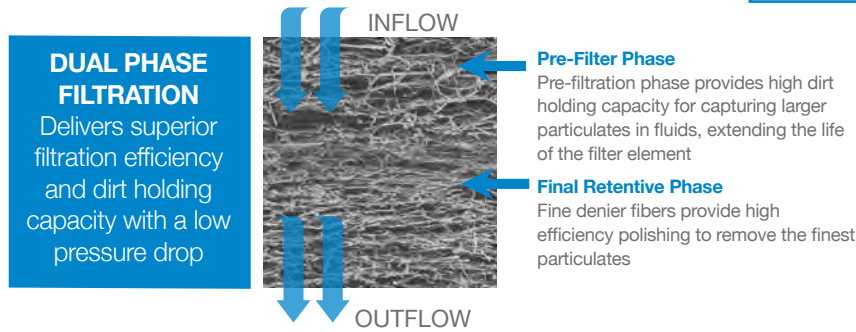 INFLOW
DUAL PHASE
FILTRATION
Delivers superior
filtration efficiency
and dirt holding
capacity with a low
pressure drop
Pre-Filter Phase
Pre-filtration phase provides high dirt
holding capacity for capturing larger
particulates in fluids, extending the life
of the filter element
Final Retentive Phase
Fine denier fibers provide high
efficiency polishing to remove the finest
particulates
OUTFLOW